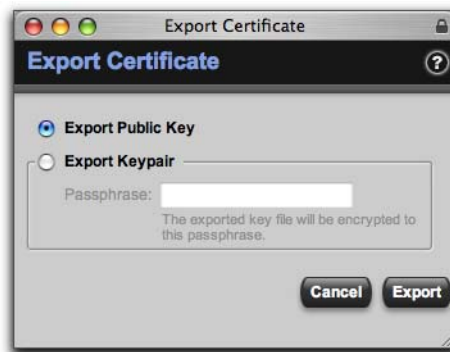 Export Certificate
Export Certificate
?
Export Public Key
Export Keypair
Passphrase:
The exported key file will be encrypted to
this passphrase.
Cancel Export